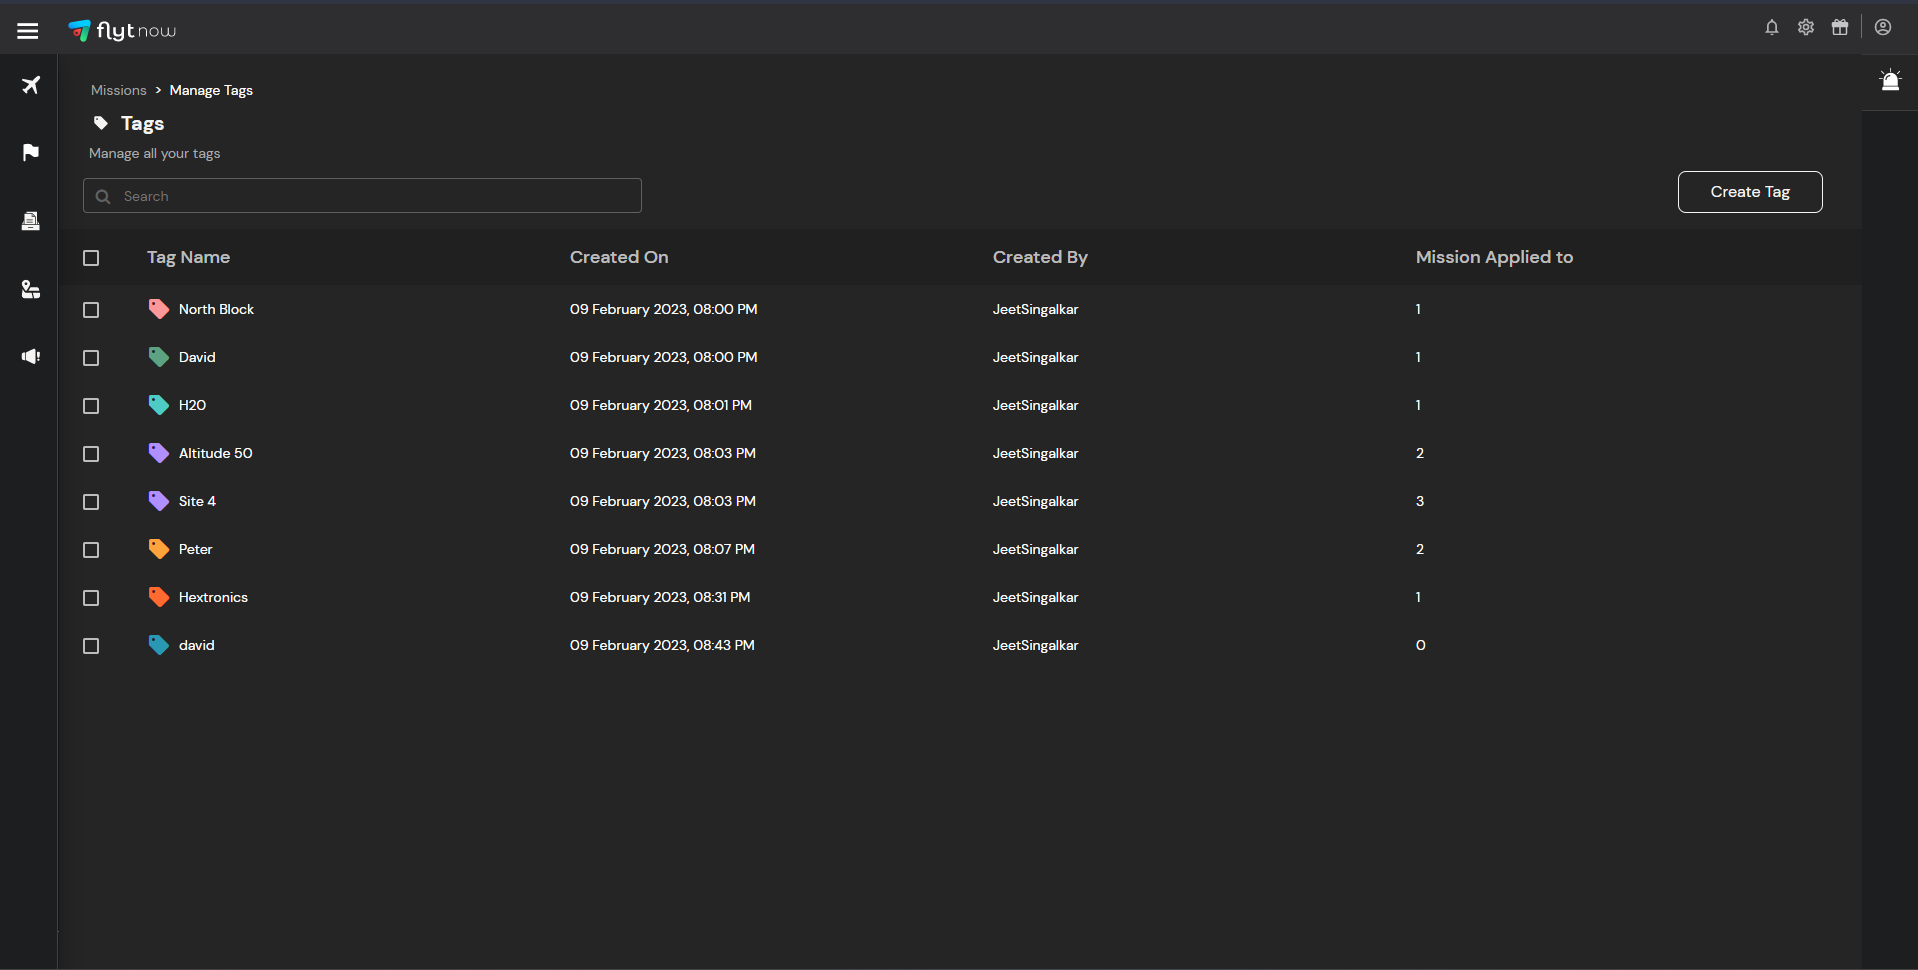 flytnow
Missions > Manage Tags
Tags
Manage all your tags
Search
Create Tag
Tag Name Created On Created By Mission Applied to
North Block 09 February 2023, 08:00 PM JeetSingalkar 1
David 09 February 2023, 08:00 PM JeetSingalkar 1
H20 09 February 2023, 08:01 PM JeetSingalkar 1
Altitude 50 09 February 2023, 08:03 PM JeetSingalkar 2
Site 4 09 February 2023, 08:03 PM JeetSingalkar 3
Peter 09 February 2023, 08:07 PM JeetSingalkar 2
Hextronics 09 February 2023, 08:31 PM JeetSingalkar 1
david 09 February 2023, 08:43 PM JeetSingalkar 0